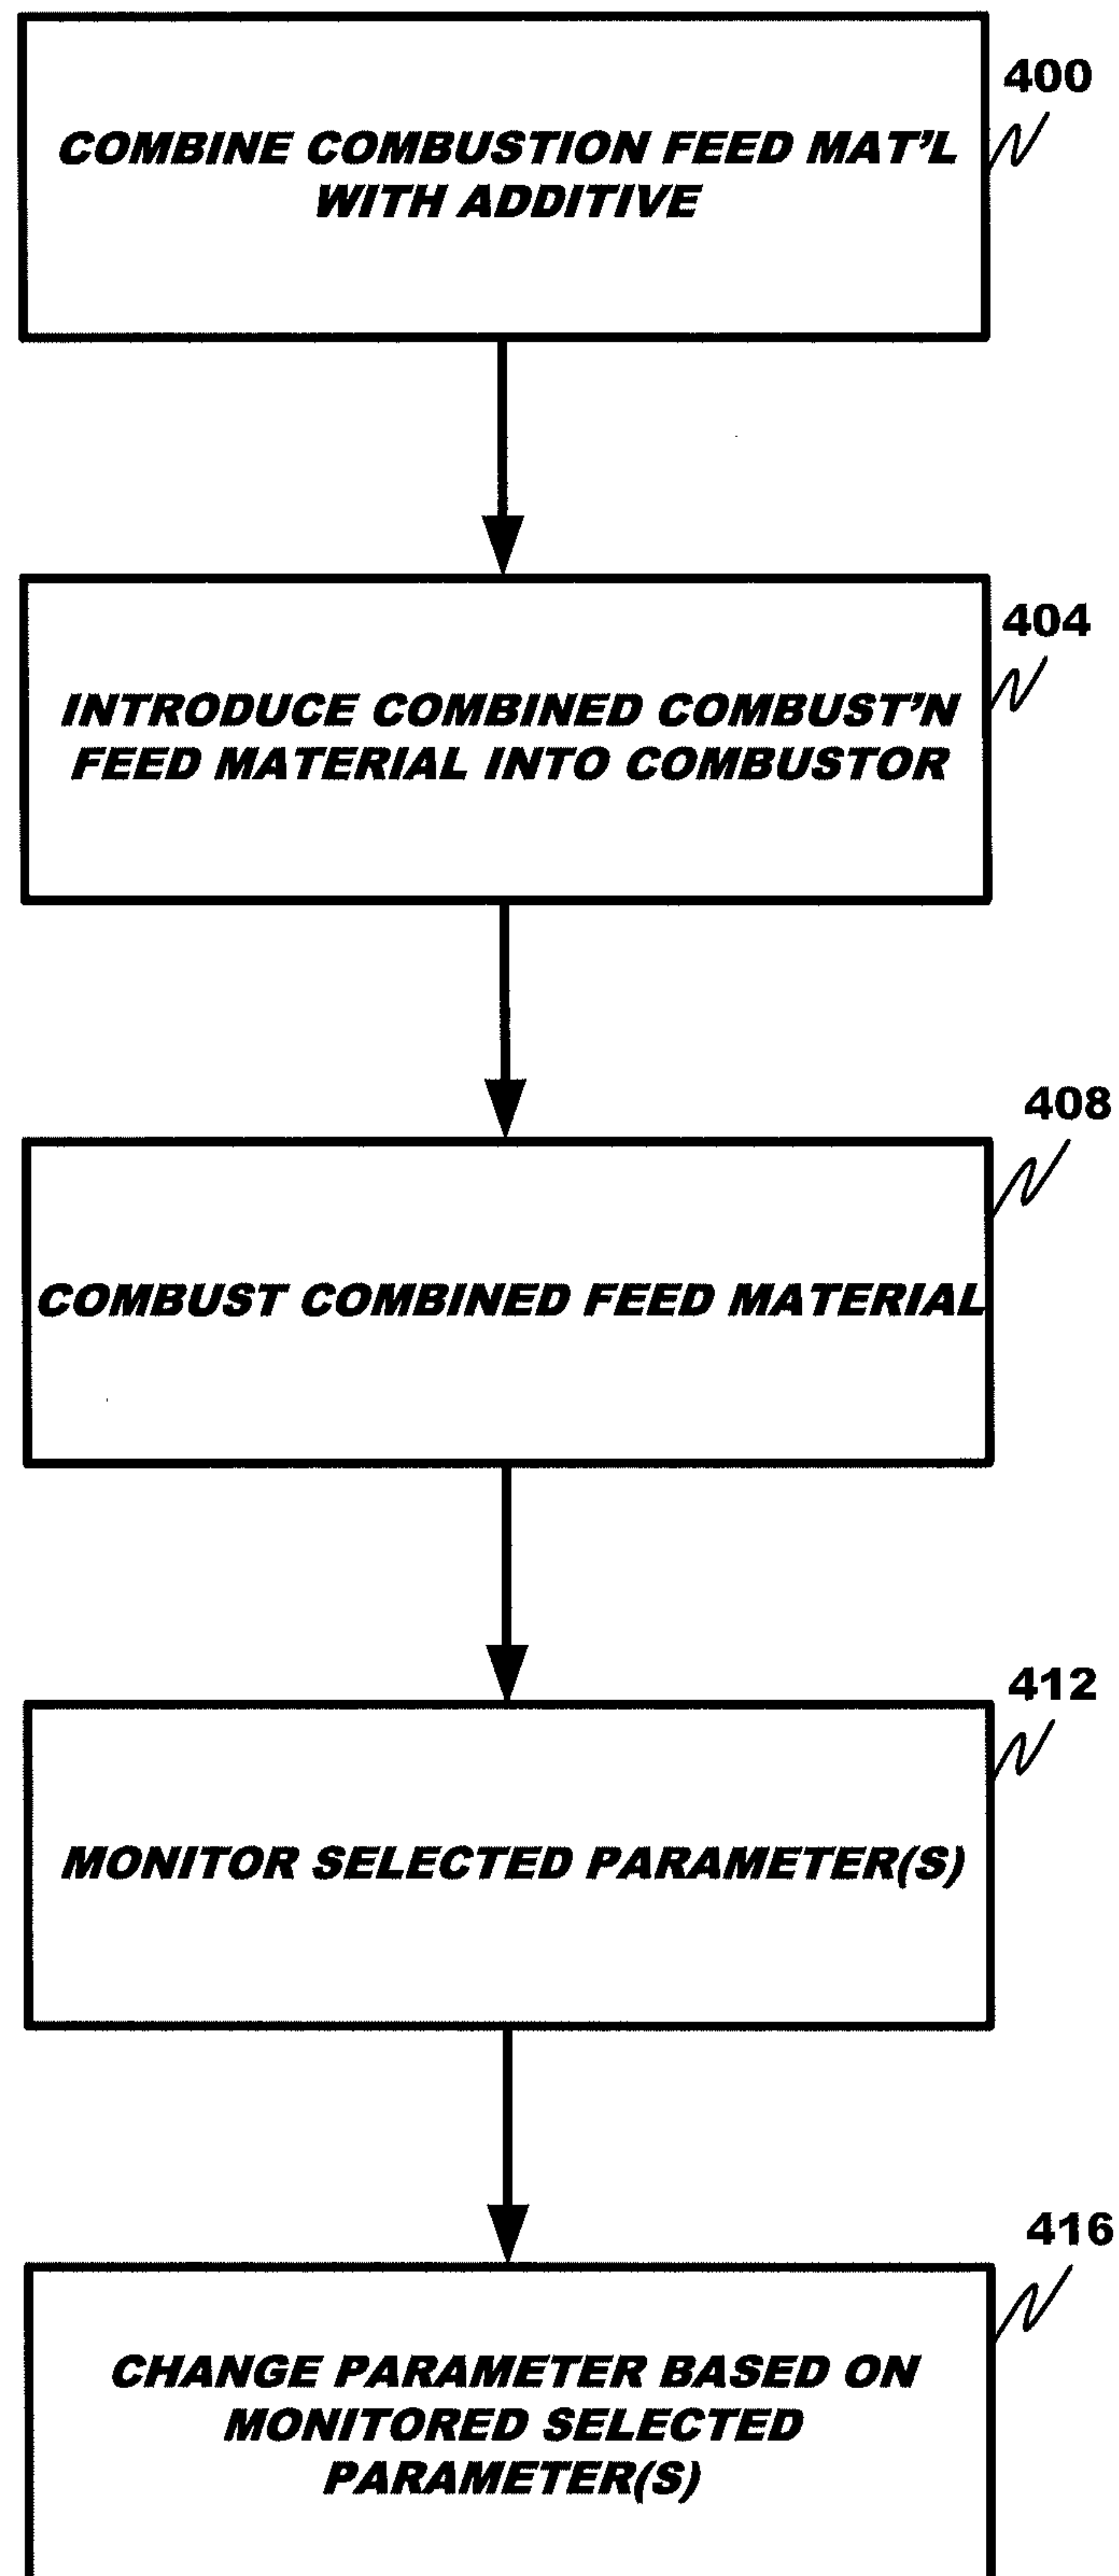 400
COMBINE COMBUSTION FEED MAT'L
WITH ADDITIVE
404
INTRODUCE COMBINED COMBUST'N
FEED MATERIAL INTO COMBUSTOR
408
COMBUST COMBINED FEED MATERIAL
412
MONITOR SELECTED PARAMETER(S)
416
CHANGE PARAMETER BASED ON
MONITORED SELECTED
PARAMETER(S)